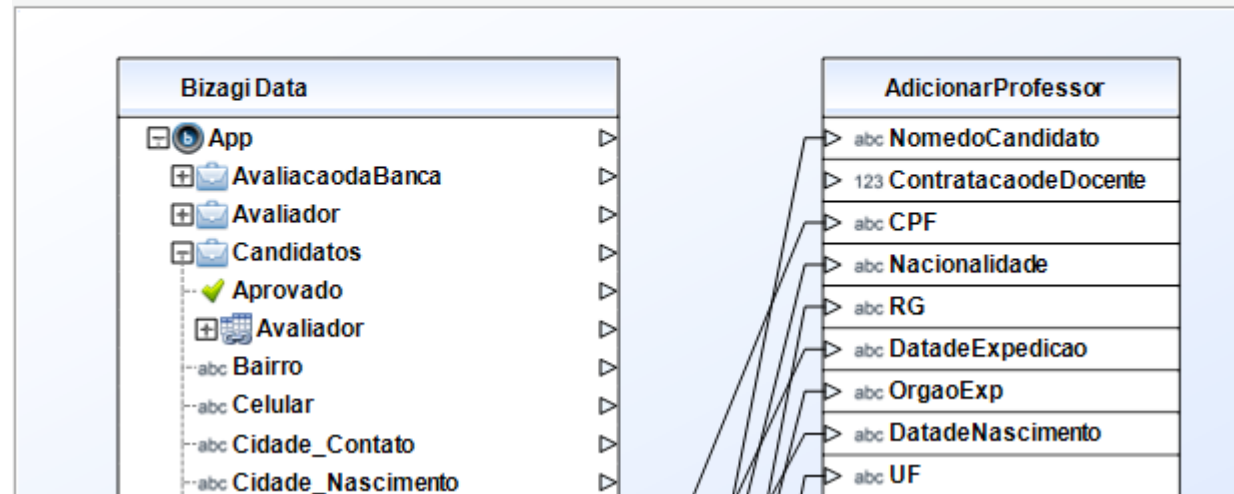 Bizagi Data
App
AvaliacaodaBanca
Avaliador
Candidatos
Aprovado
Avaliador
abc Bairro
abc Celular
abc Cidade_Contato
abc Cidade_Nascimento
AdicionarProfessor
abc NomedoCandidato
123 ContratacaodeDocente
abc CPF
abc Nacionalidade
abc RG
abc DatadeExpedicao
abc OrgaoExp
abc DatadeNascimento
abc UF